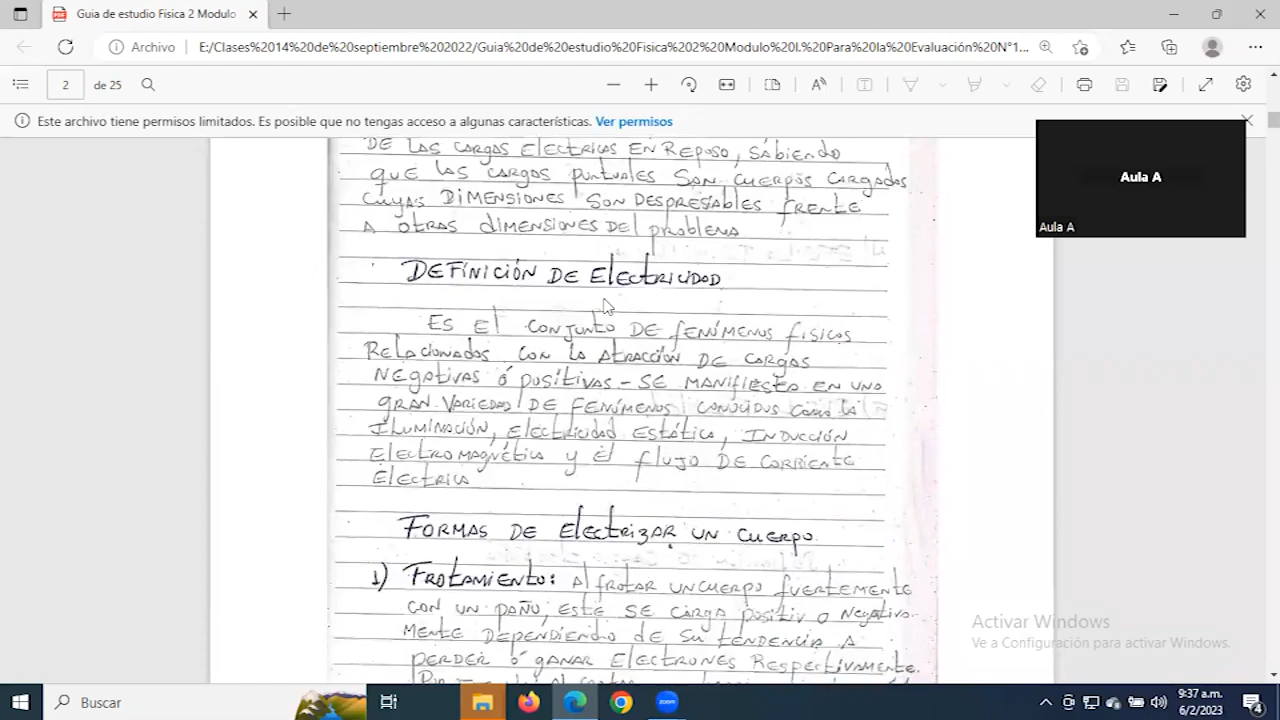 Guia de estudio Fisica 2 Modulo
Archivo
E:/Clases%2014%20de%20septiembre%202022/Guia%20de%20estudio%20Fisica%202%20Modulo%20I.%20Para%20la%20Evaluación%20N°1...
2 de 25
Este archivo tiene permisos limitados. Es posible que no tengas acceso a algunas características. Ver permisos
Aula A
Aula A
DE LAS CARGAS ELECTRICAS EN REPOSO, SABIENDO
QUE LAS CARGAS PUNTUALES SON CUERPOS CARGADOS
CUYAS DIMENSIONES SON DESPRESIABLES FRENTE
A OTRAS DIMENSIONES DEL PROBLEMA
DEFINICIÓN DE ELECTRICIDAD
ES EL CONJUNTO DE FENÓMENOS FISICOS
RELACIONADOS CON LA ATRACCIÓN DE CARGAS
NEGATIVAS Ó POSITIVAS - SE MANIFIESTA EN UNA
GRAN VARIEDAD DE FENÓMENOS CONOCIDOS COMO LA
ILUMINACIÓN, ELECTRICIDAD ESTÁTICA, INDUCCIÓN
ELECTROMAGNÉTICA Y EL FLUJO DE CORRIENTE
ELECTRICA
FORMAS DE ELECTRIZAR UN CUERPO
1) FROTAMIENTO: AL FROTAR UN CUERPO FUERTEMENTE
CON UN PAÑO, ESTE SE CARGA POSITIV O NEGATIVA-
MENTE DEPENDIENDO DE SU TENDENCIA A
PERDER Ó GANAR ELECTRONES RESPECTIVAMENTE.
Activar Windows
Ve a Configuración para activar Windows.
Buscar
zoom
9:37 a.m.
6/2/2023
4